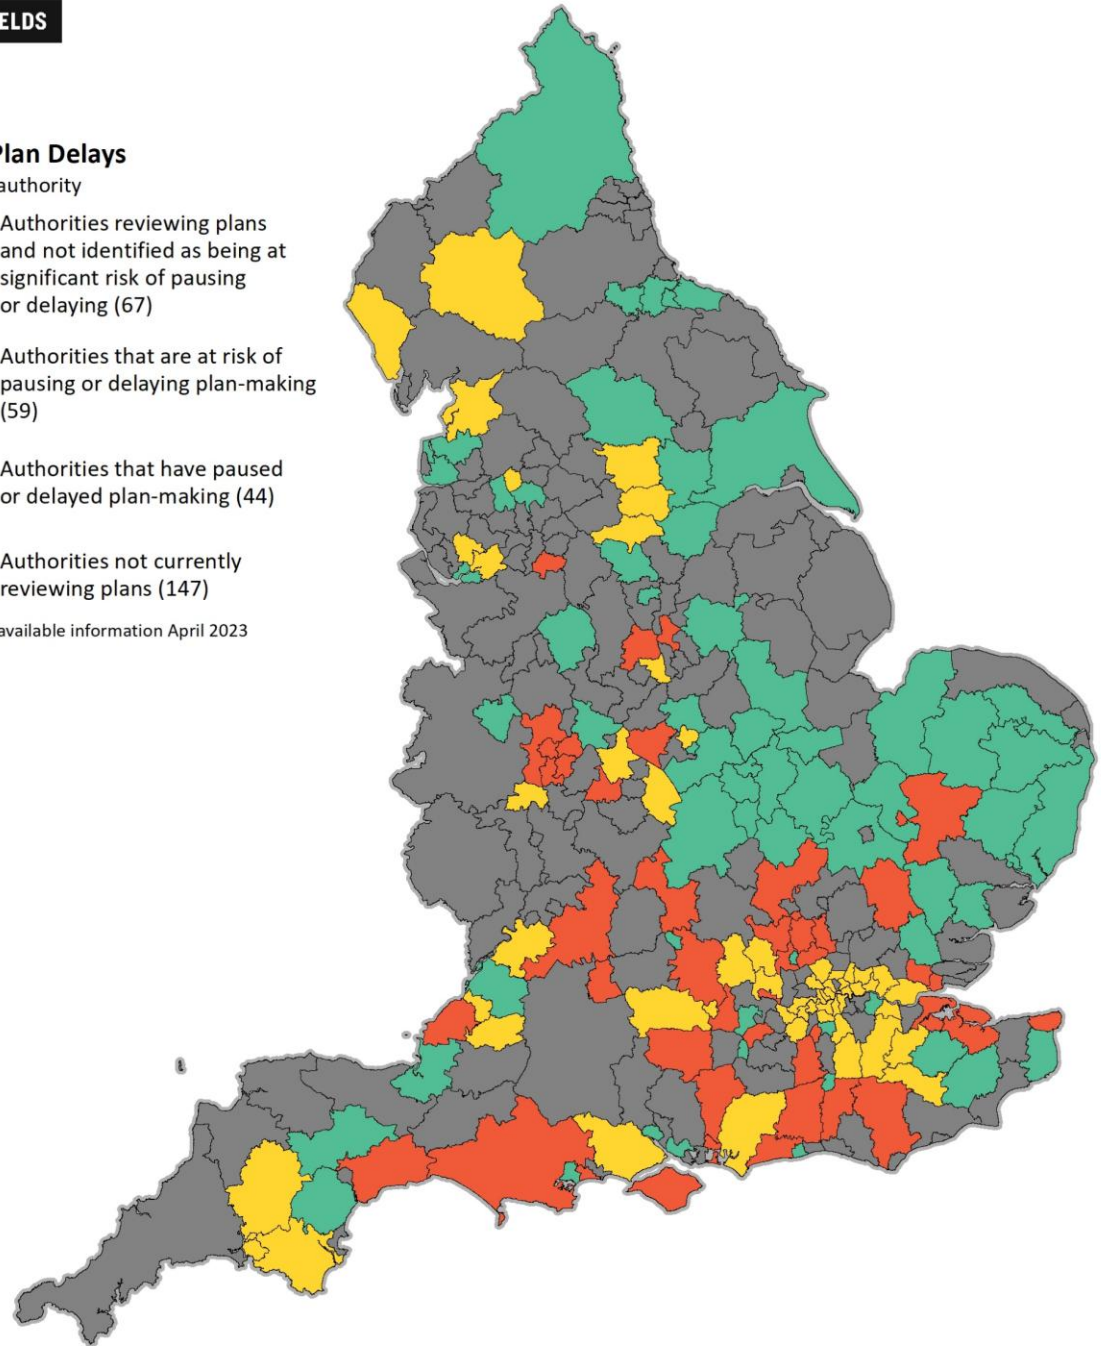 ELDS
Plan Delays
authority
Authorities reviewing plans
and not identified as being at
significant risk of pausing
or delaying (67)
Authorities that are at risk of
pausing or delaying plan-making
(59)
Authorities that have paused
or delayed plan-making (44)
Authorities not currently
reviewing plans (147)
available information April 2023